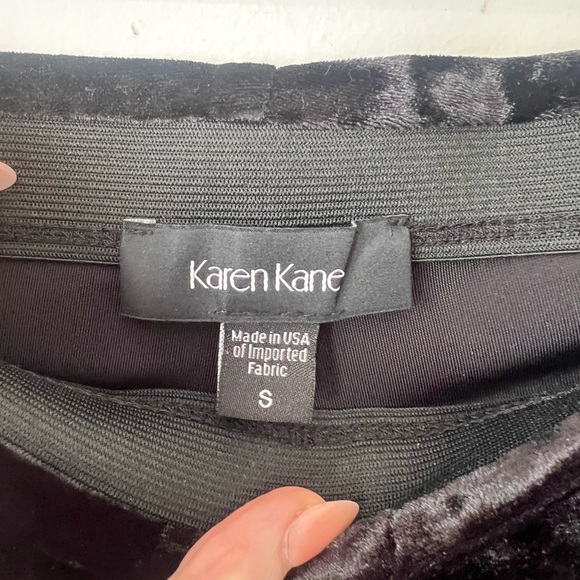 Karen Kane
Made in USA
of Imported
Fabric
S